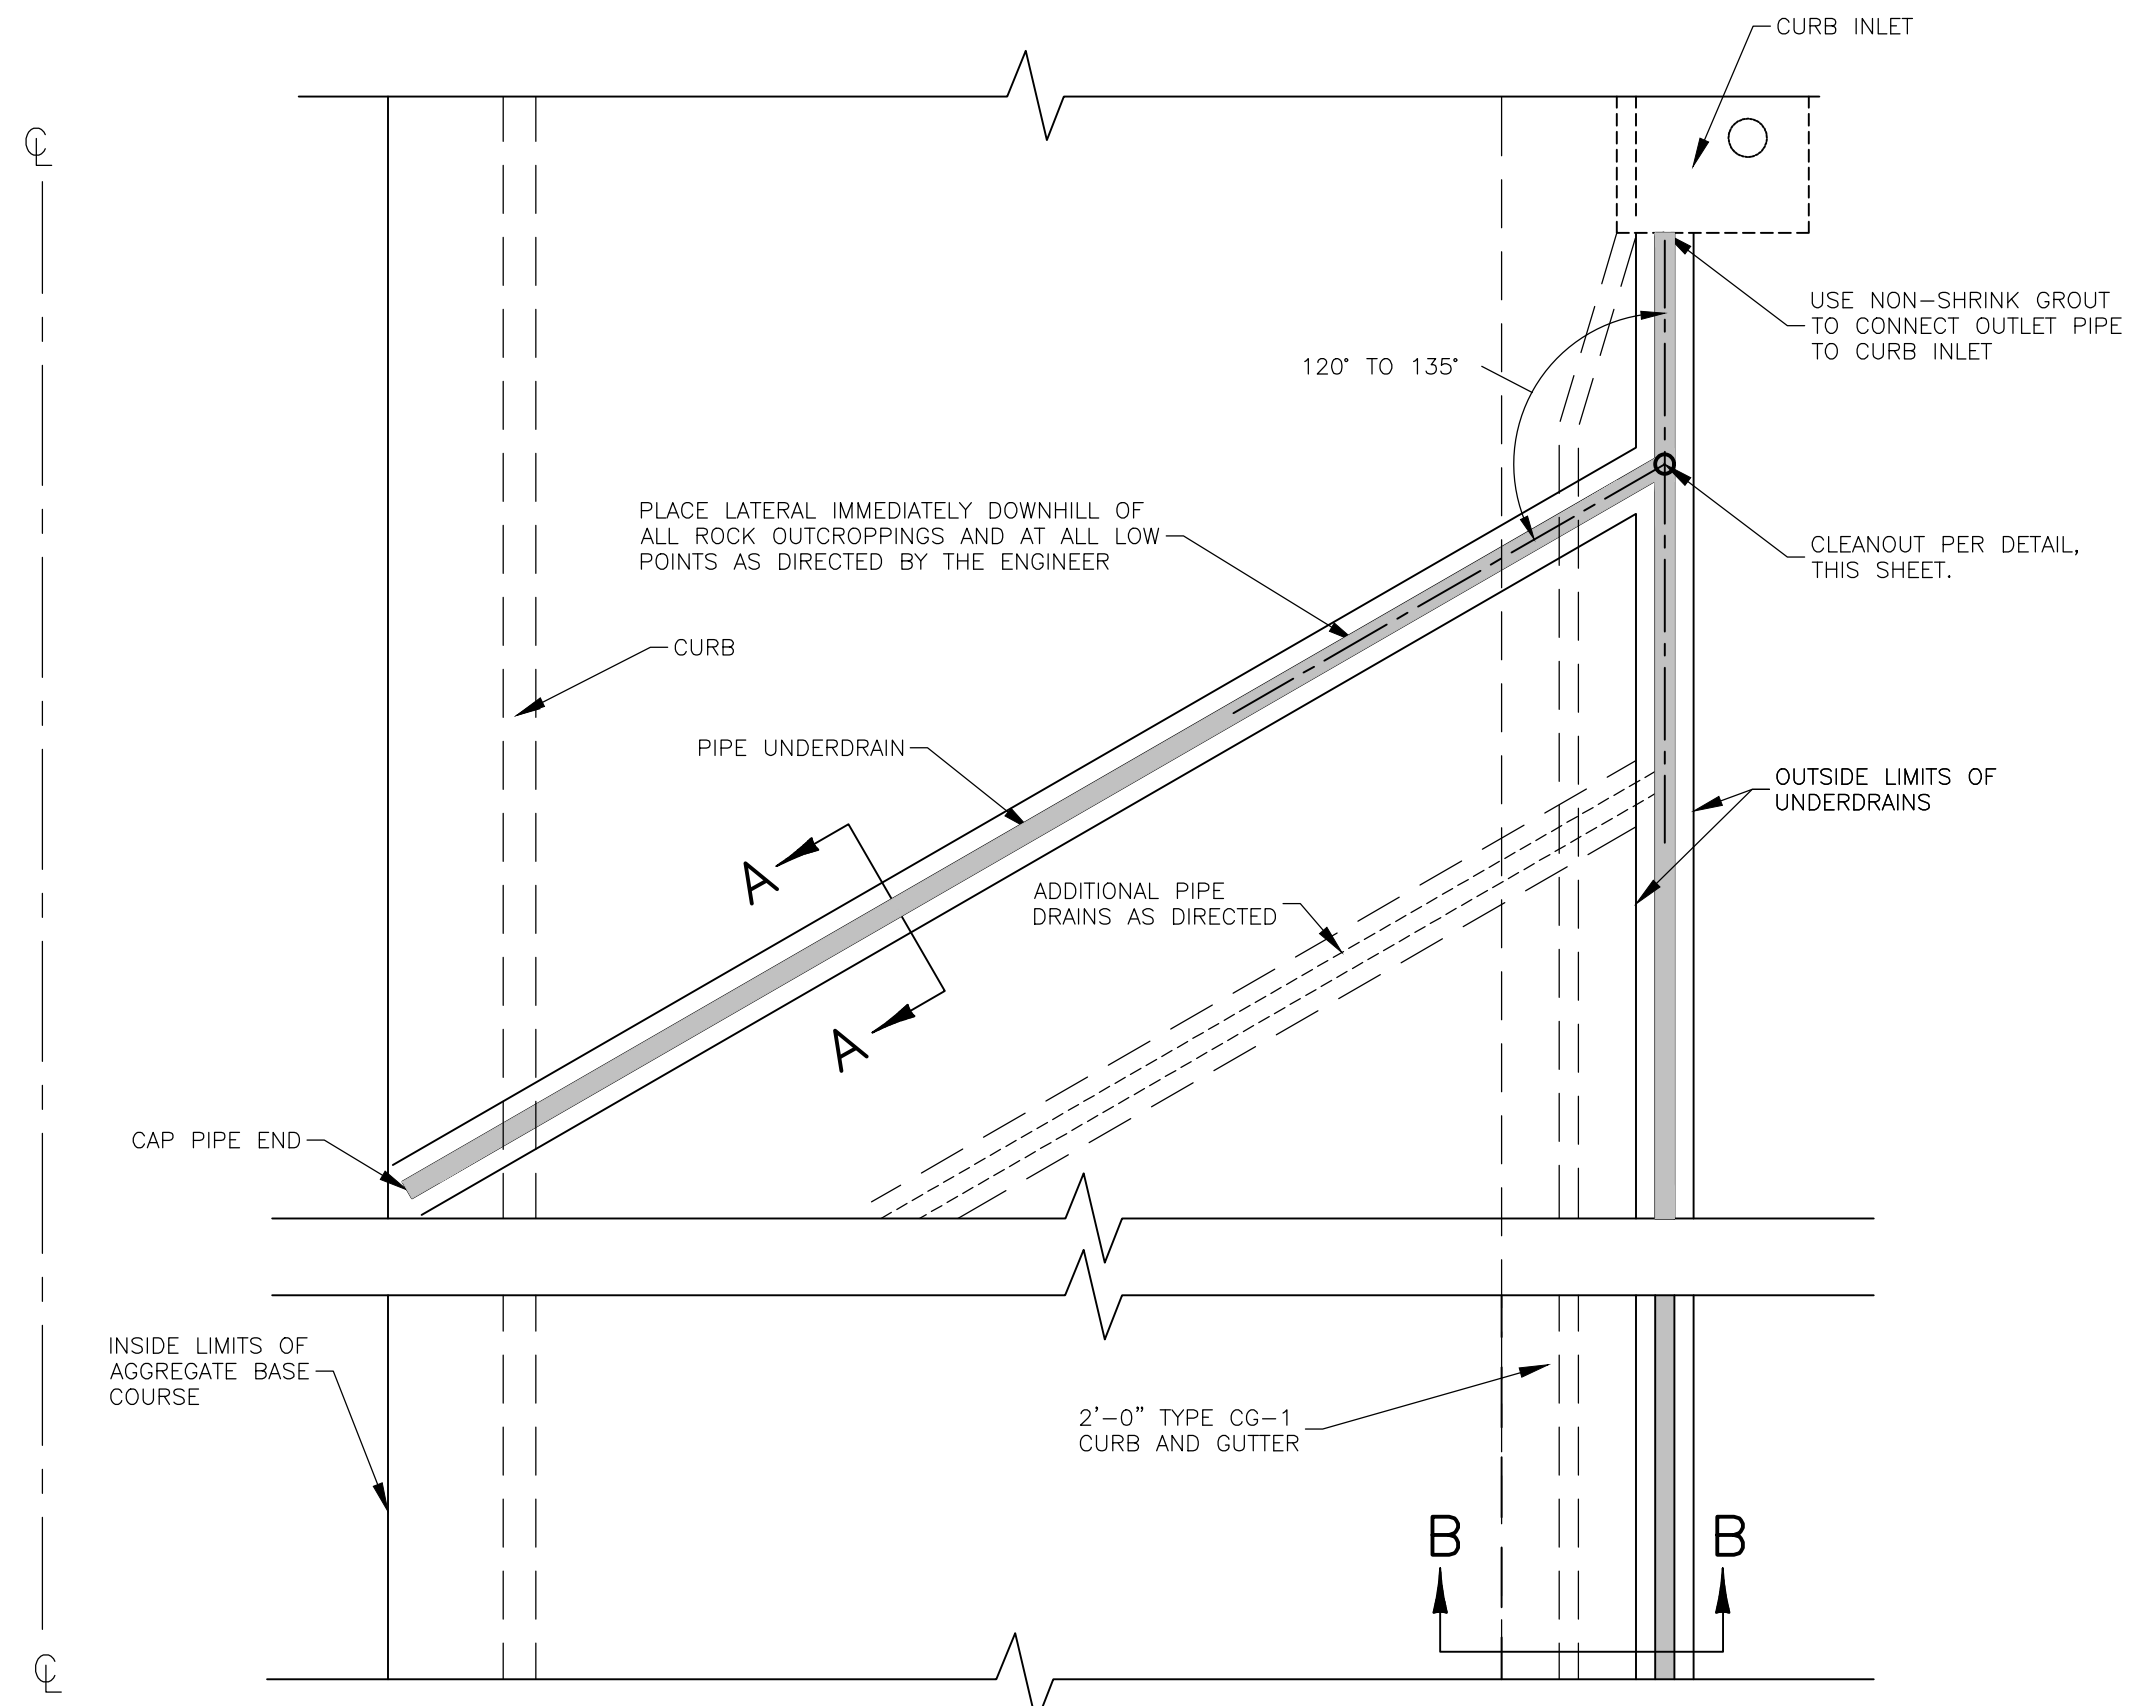 CURB INLET
℄
USE NON-SHRINK GROUT
TO CONNECT OUTLET PIPE
TO CURB INLET
120° TO 135°
PLACE LATERAL IMMEDIATELY DOWNHILL OF
ALL ROCK OUTCROPPINGS AND AT ALL LOW
POINTS AS DIRECTED BY THE ENGINEER
CLEANOUT PER DETAIL,
THIS SHEET.
CURB
PIPE UNDERDRAIN
OUTSIDE LIMITS OF
UNDERDRAINS
A
ADDITIONAL PIPE
DRAINS AS DIRECTED
A
CAP PIPE END
INSIDE LIMITS OF
AGGREGATE BASE
COURSE
2'-0" TYPE CG-1
CURB AND GUTTER
B
B
℄